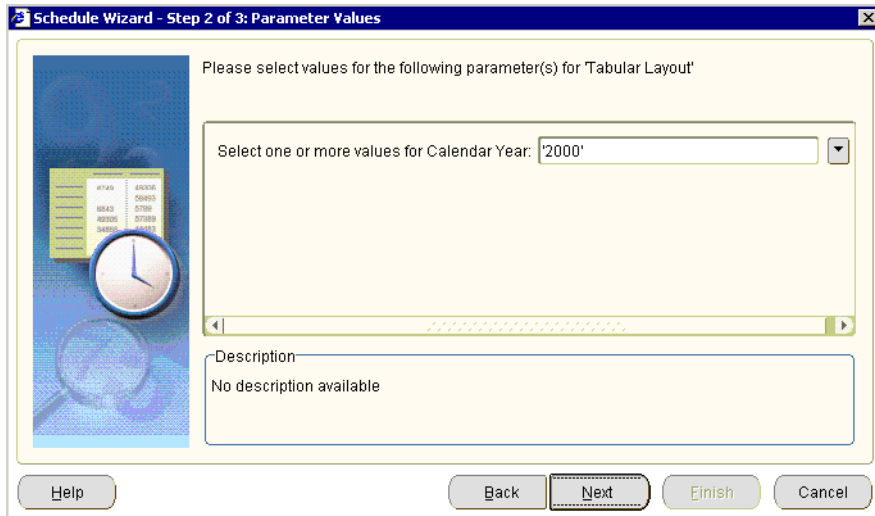 Schedule Wizard - Step 2 of 3: Parameter Values
Please select values for the following parameter(s) for 'Tabular Layout'
Select one or more values for Calendar Year: '2000'
Description
No description available
Help Back Next Finish Cancel